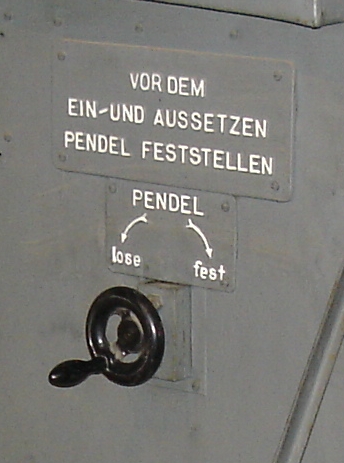 VOR DEM
EIN-UND AUSSETZEN
PENDEL FESTSTELLEN
PENDEL
lose
fest